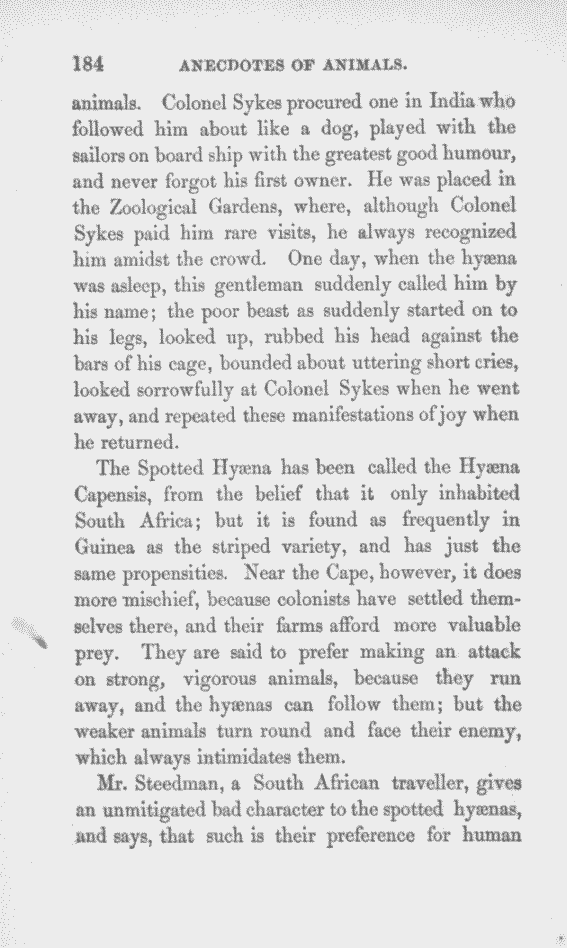 184 ANECDOTES OF ANIMALS.
animals. Colonel Sykes procured one in India who
followed him about like a dog, played with the
sailors on board ship with the greatest good humour,
and never forgot his first owner. He was placed in
the Zoological Gardens, where, although Colonel
Sykes paid him rare visits, he always recognized
him amidst the crowd. One day, when the hyæna
was asleep, this gentleman suddenly called him by
his name; the poor beast as suddenly started on to
his legs, looked up, rubbed his head against the
bars of his cage, bounded about uttering short cries,
looked sorrowfully at Colonel Sykes when he went
away, and repeated these manifestations of joy when
he returned.
The Spotted Hyæna has been called the Hyæna
Capensis, from the belief that it only inhabited
South Africa; but it is found as frequently in
Guinea as the striped variety, and has just the
same propensities. Near the Cape, however, it does
more mischief, because colonists have settled them-
selves there, and their farms afford more valuable
prey. They are said to prefer making an attack
on strong, vigorous animals, because they run
away, and the hyænas can follow them; but the
weaker animals turn round and face their enemy,
which always intimidates them.
Mr. Steedman, a South African traveller, gives
an unmitigated bad character to the spotted hyænas,
and says, that such is their preference for human